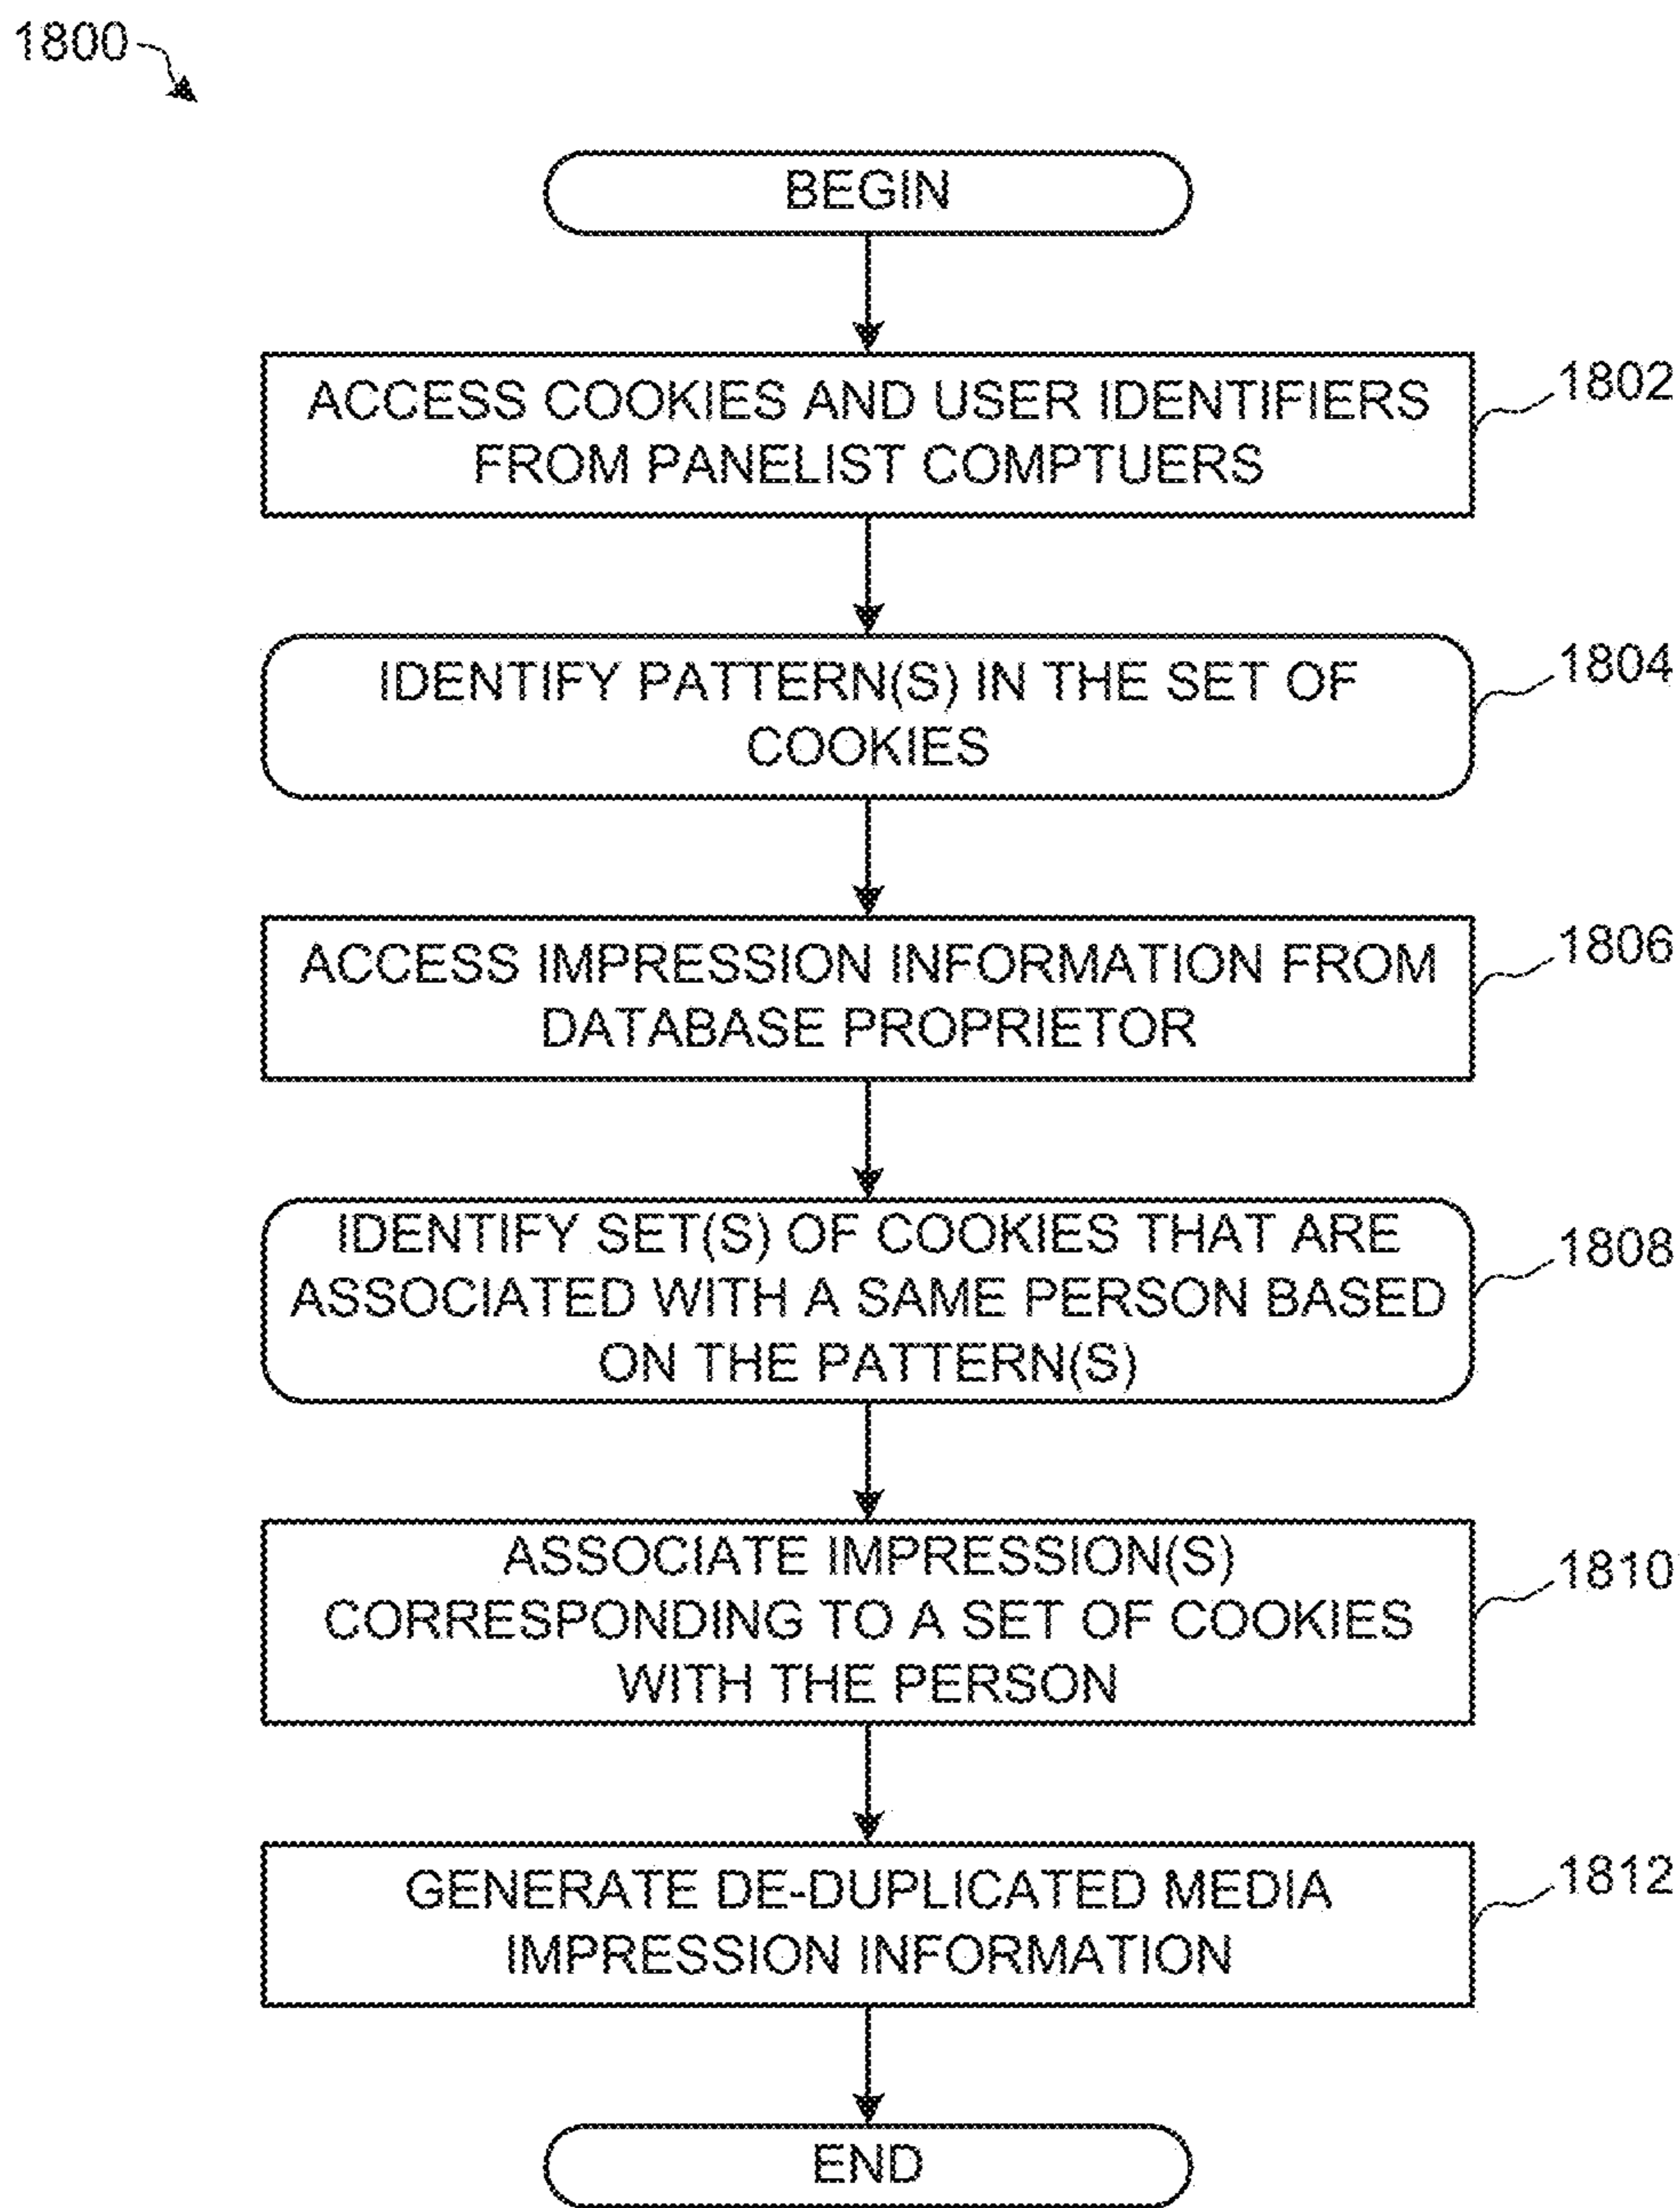 1800
BEGIN
ACCESS COOKIES AND USER IDENTIFIERS
FROM PANELIST COMPTUERS
1802
IDENTIFY PATTERN(S) IN THE SET OF
COOKIES
1804
ACCESS IMPRESSION INFORMATION FROM
DATABASE PROPRIETOR
1806
IDENTIFY SET(S) OF COOKIES THAT ARE
ASSOCIATED WITH A SAME PERSON BASED
ON THE PATTERN(S)
1808
ASSOCIATE IMPRESSION(S)
CORRESPONDING TO A SET OF COOKIES
WITH THE PERSON
1810
GENERATE DE-DUPLICATED MEDIA
IMPRESSION INFORMATION
1812
END